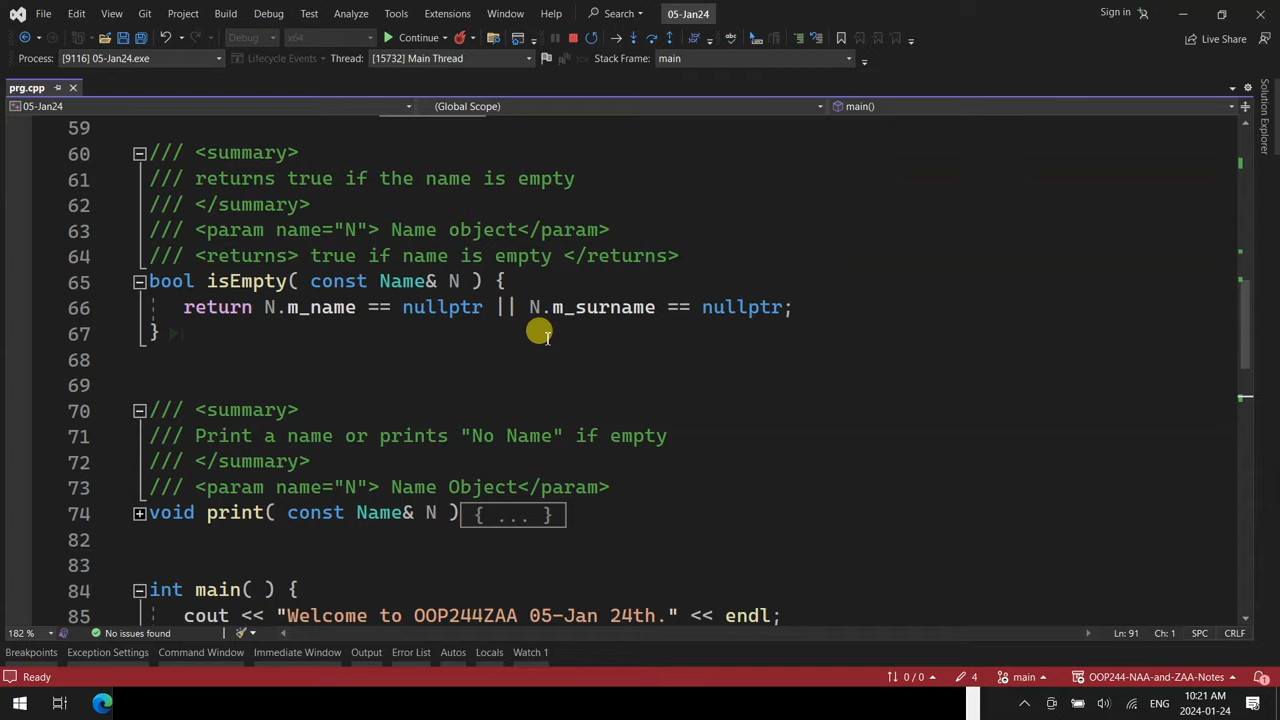 File Edit View Git Project Build Debug Test Analyze Tools Extensions Window Help Search 05-Jan24 Sign in
Debug x64 Continue Live Share
Process: [9116] 05-Jan24.exe Lifecycle Events Thread: [15732] Main Thread Stack Frame: main
prg.cpp
05-Jan24 (Global Scope) main()
Solution Explorer
59
60 /// <summary>
61 /// returns true if the name is empty
62 /// </summary>
63 /// <param name="N"> Name object</param>
64 /// <returns> true if name is empty </returns>
65 bool isEmpty( const Name& N ) {
66 return N.m_name == nullptr || N.m_surname == nullptr;
67 }
68
69
70 /// <summary>
71 /// Print a name or prints "No Name" if empty
72 /// </summary>
73 /// <param name="N"> Name Object</param>
74 void print( const Name& N ){ ... }
82
83
84 int main( ) {
85 cout << "Welcome to OOP244ZAA 05-Jan 24th." << endl;
182 % No issues found Ln: 91 Ch: 1 SPC CRLF
Breakpoints Exception Settings Command Window Immediate Window Output Error List Autos Locals Watch 1
Ready 0 / 0 4 main OOP244-NAA-and-ZAA-Notes 1
ENG 10:21 AM 2024-01-24